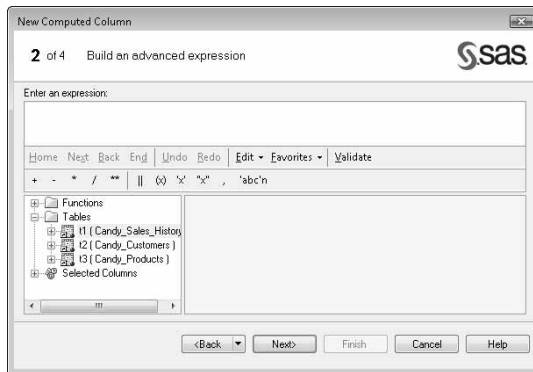 New Computed Column
2 of 4 Build an advanced expression
sas
Enter an expression:
Home Next Back End Undo Redo Edit Favorites Validate
+ - * / ** || (x) 'x' "x" , 'abc'n
Functions
Tables
t1 ( Candy_Sales_History
t2 ( Candy_Customers )
t3 ( Candy_Products )
Selected Columns
<Back Next> Finish Cancel Help